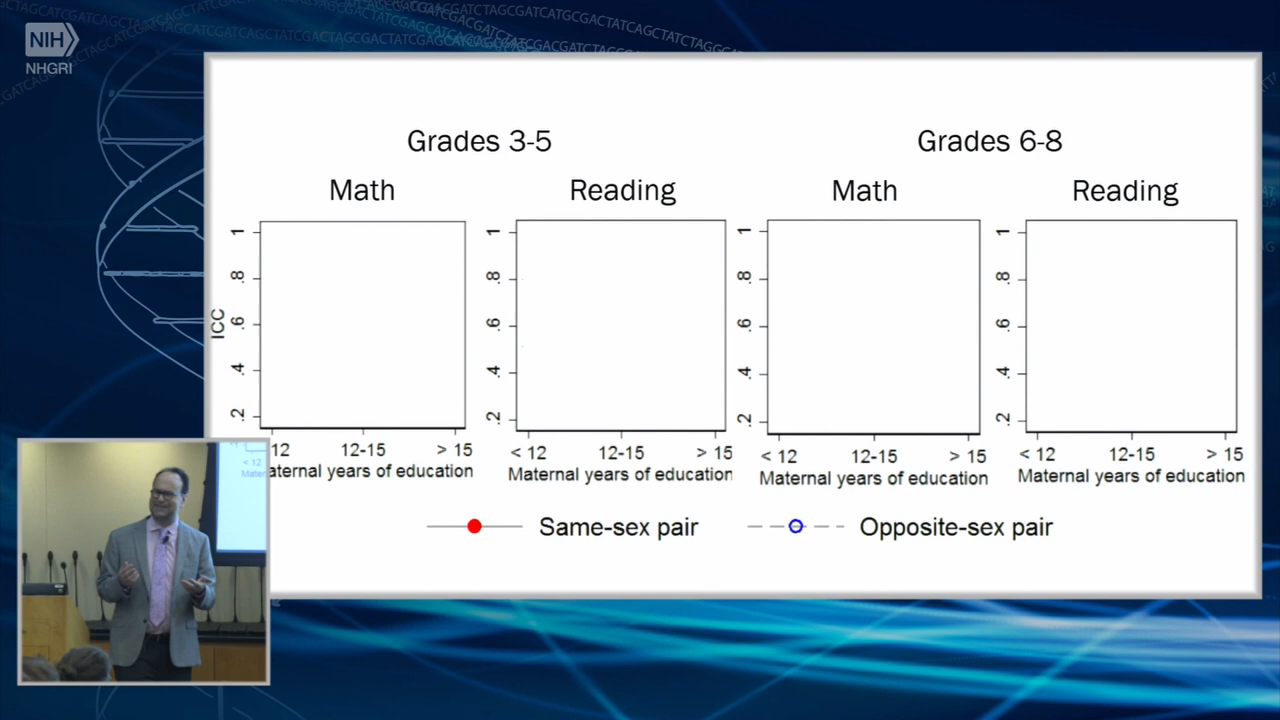 NIH
NHGRI
Grades 3-5
Grades 6-8
Math
Reading
Math
Reading
ICC
1
.8
.6
.4
.2
12
12-15
> 15
aternal years of education
1
.8
.6
.4
.2
< 12
12-15
> 15
Maternal years of education
1
.8
.6
.4
.2
< 12
12-15
> 15
Maternal years of education
1
.8
.6
.4
.2
< 12
12-15
> 15
Maternal years of education
Same-sex pair
Opposite-sex pair
< 12
Mater